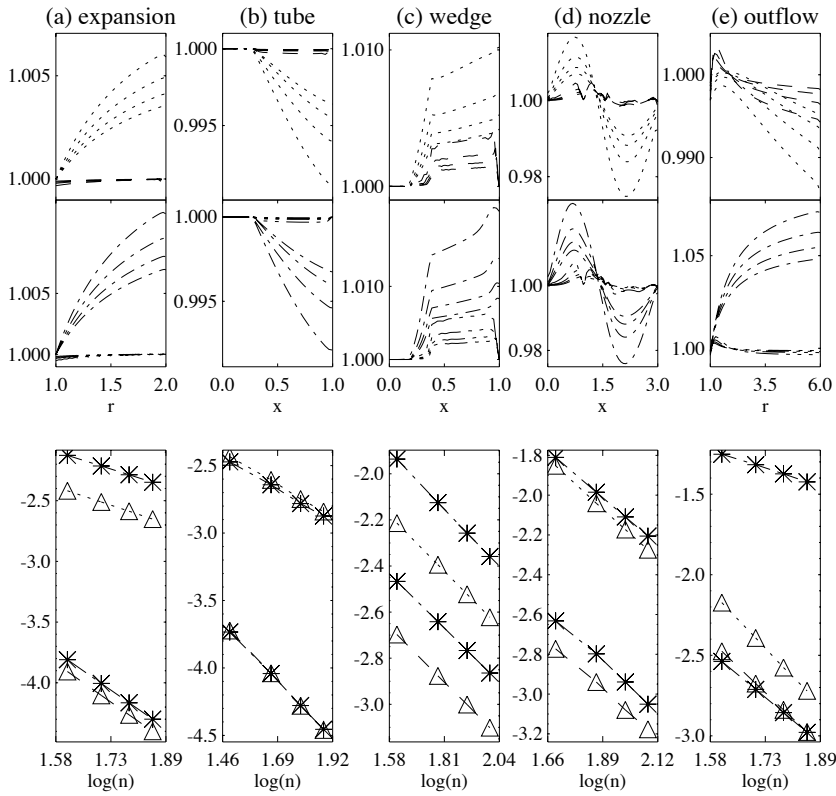 (a) expansion (b) tube (c) wedge (d) nozzle (e) outflow
1.005 1.000
1.000 0.995
1.010 1.000
1.00 0.98
1.000 0.990
1.005 1.000
1.000 0.995
1.010 1.000
1.00 0.98
1.05 1.00
1.0 2.0 0.0 0.5 1.0 0.0 0.5 1.0 0.0 1.5 3.0 1.0 3.5 6.0
r x x x r
-2.5 -3.0 -3.5 -4.0
-2.5 -3.0 -3.5 -4.0 -4.5
-2.0 -2.2 -2.4 -2.6 -2.8 -3.0
-1.8 -2.0 -2.2 -2.4 -2.6 -2.8 -3.0 -3.2
-1.5 -2.0 -2.5 -3.0
1.58 1.73 1.89 1.46 1.69 1.92 1.58 1.81 2.04 1.66 1.89 2.12 1.58 1.73 1.89
log(n) log(n) log(n) log(n) log(n)